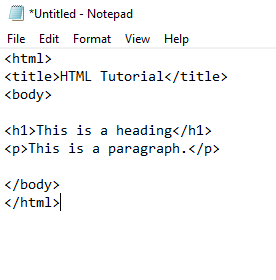 *Untitled - Notepad
File Edit Format View Help
<html>
<title>HTML Tutorial</title>
<body>
<h1>This is a heading</h1>
<p>This is a paragraph.</p>
</body>
</html>